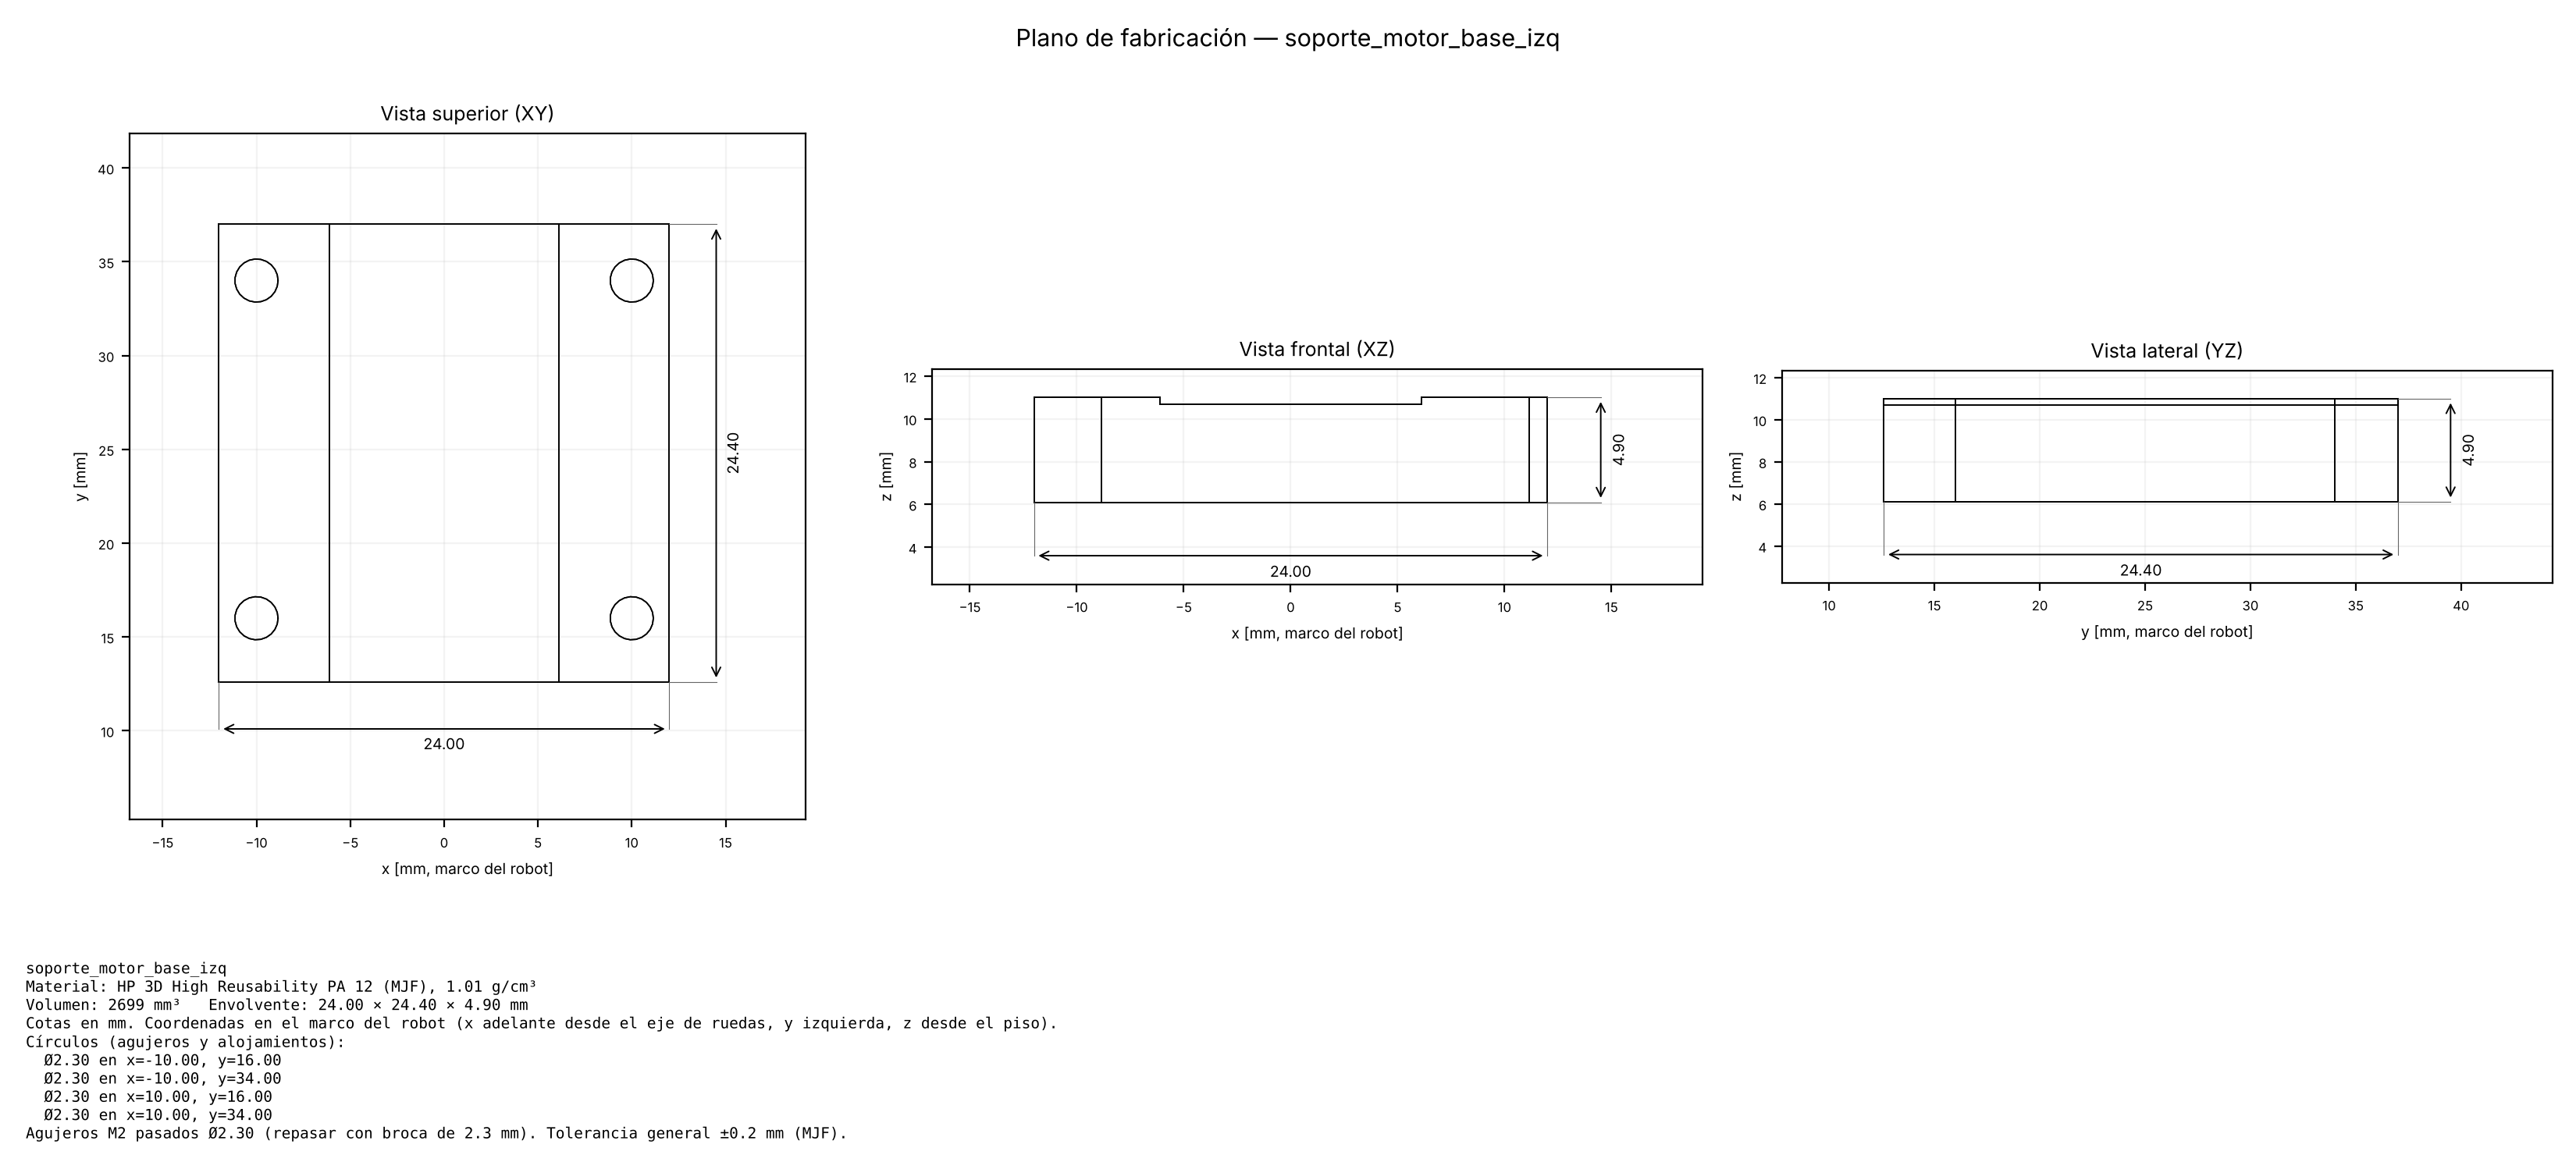 Plano de fabricación — soporte_motor_base_izq
Vista superior (XY)
40
35
30
25
20
15
10
y [mm]
24.40
24.00
−15
−10
−5
0
5
10
15
x [mm, marco del robot]
Vista frontal (XZ)
12
10
8
6
4
z [mm]
4.90
24.00
−15
−10
−5
0
5
10
15
x [mm, marco del robot]
Vista lateral (YZ)
12
10
8
6
4
z [mm]
4.90
24.40
10
15
20
25
30
35
40
y [mm, marco del robot]
soporte_motor_base_izq
Material: HP 3D High Reusability PA 12 (MJF), 1.01 g/cm³
Volumen: 2699 mm³   Envolvente: 24.00 × 24.40 × 4.90 mm
Cotas en mm. Coordenadas en el marco del robot (x adelante desde el eje de ruedas, y izquierda, z desde el piso).
Círculos (agujeros y alojamientos):
  Ø2.30 en x=-10.00, y=16.00
  Ø2.30 en x=-10.00, y=34.00
  Ø2.30 en x=10.00, y=16.00
  Ø2.30 en x=10.00, y=34.00
Agujeros M2 pasados Ø2.30 (repasar con broca de 2.3 mm). Tolerancia general ±0.2 mm (MJF).